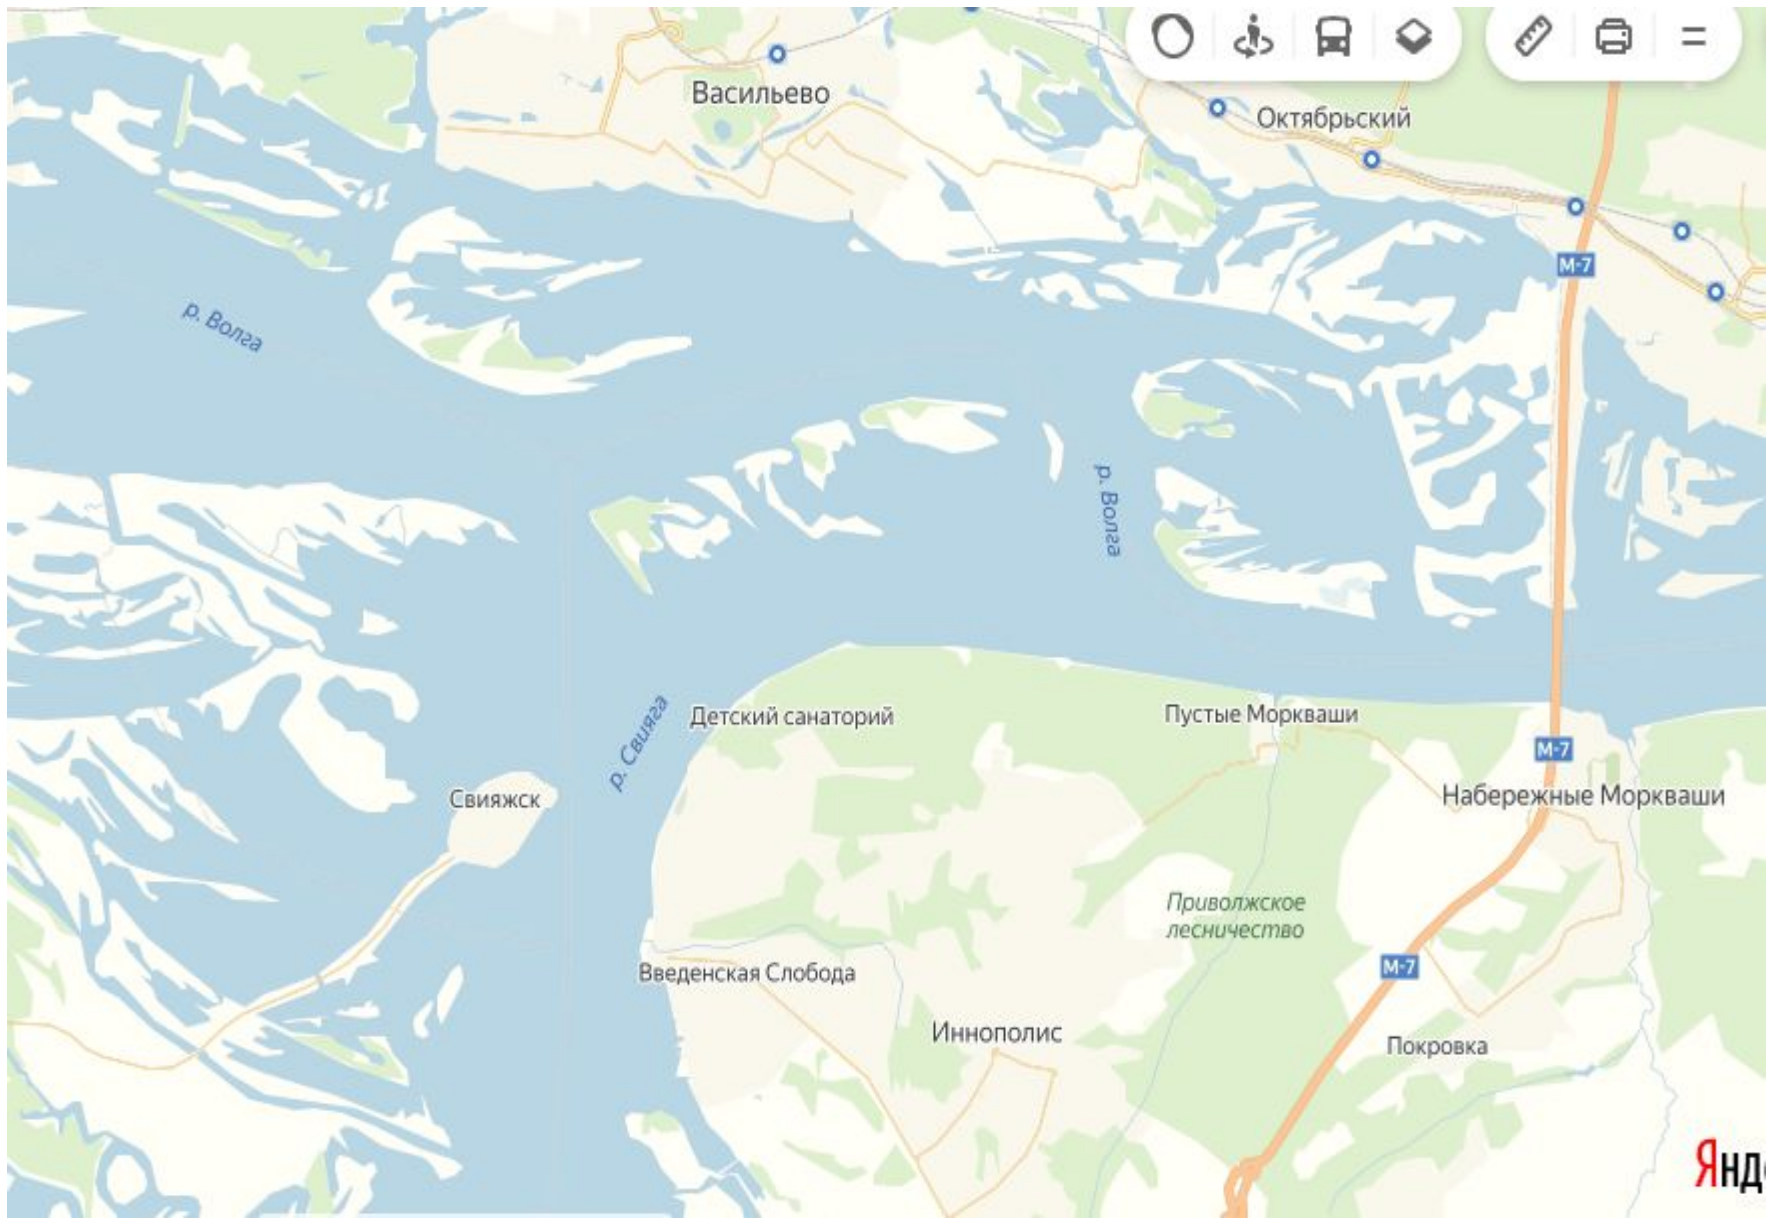 Васильево
Октябрьский
М-7
р. Волга
р. Волга
р. Свияга
Детский санаторий
Пустые Моркваши
М-7
Свияжск
Набережные Моркваши
Приволжское
лесничество
Введенская Слобода
М-7
Иннополис
Покровка
Янд